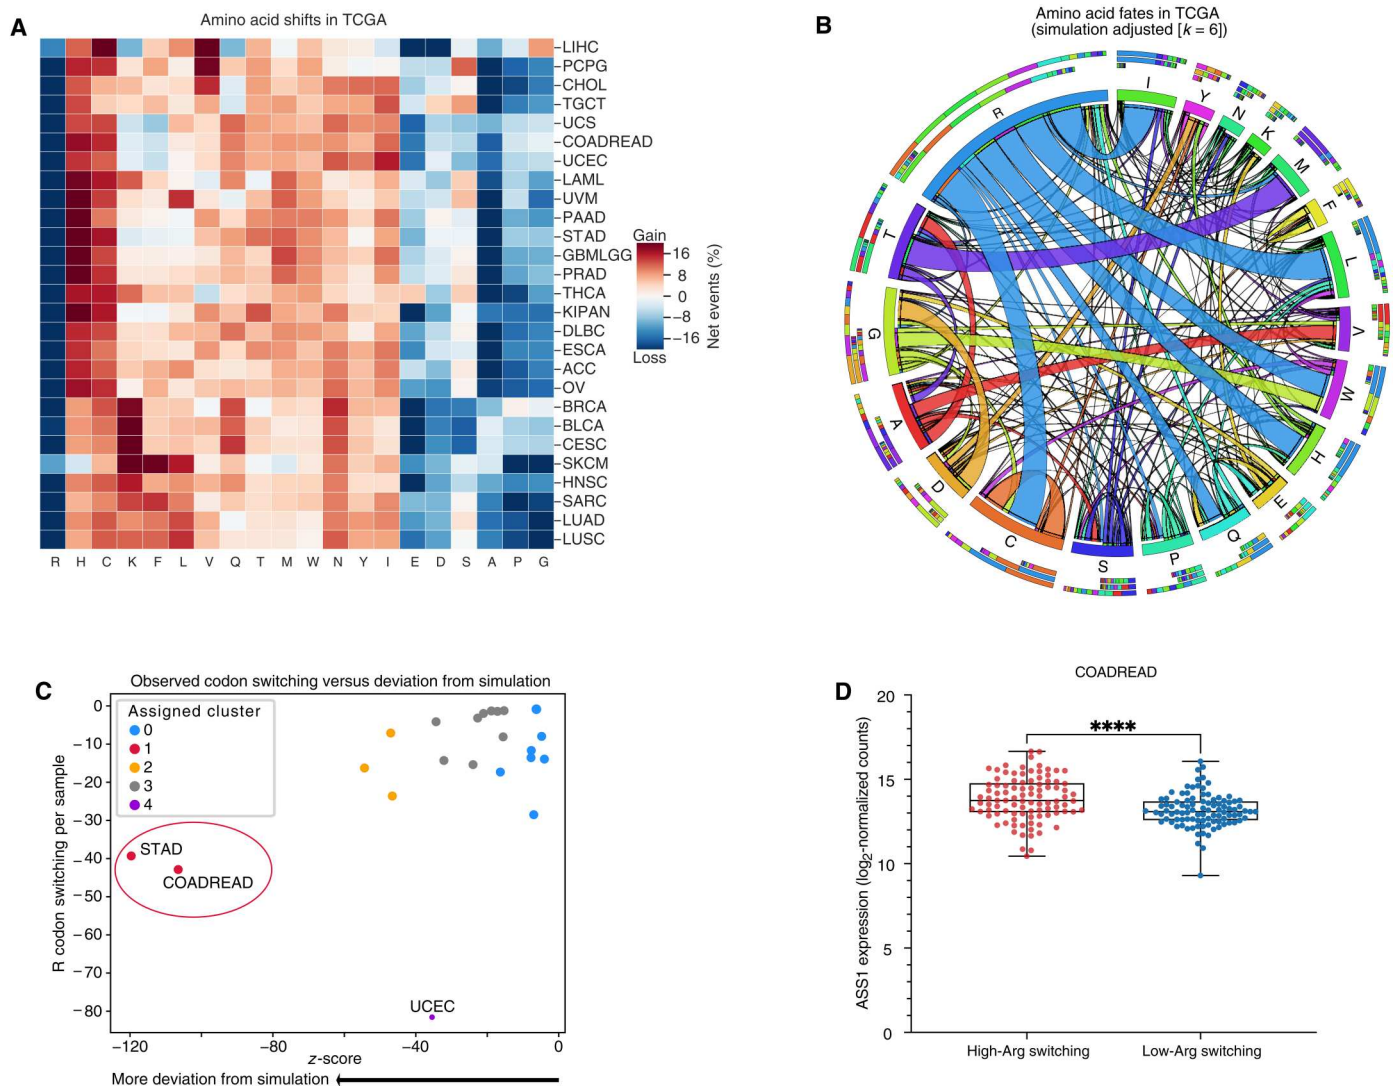 A
Amino acid shifts in TCGA
LIHC
PCPG
CHOL
TGCT
UCS
COADREAD
UCEC
LAML
UVM
PAAD
STAD
GBMLGG
PRAD
THCA
KIPAN
DLBC
ESCA
ACC
OV
BRCA
BLCA
CESC
SKCM
HNSC
SARC
LUAD
LUSC
R H C K F L V Q T M W N Y I E D S A P G
Gain
16
8
0
−8
−16
Loss
Net events (%)
B
Amino acid fates in TCGA
(simulation adjusted [k = 6])
I
Y
N
K
M
F
L
V
W
H
E
Q
P
S
C
D
A
G
T
R
C
Observed codon switching versus deviation from simulation
Assigned cluster
0
1
2
3
4
STAD
COADREAD
UCEC
R codon switching per sample
0
−10
−20
−30
−40
−50
−60
−70
−80
−120 −80 −40 0
z-score
More deviation from simulation
D
COADREAD
****
ASS1 expression (log2-normalized counts)
20
15
10
5
0
High-Arg switching Low-Arg switching